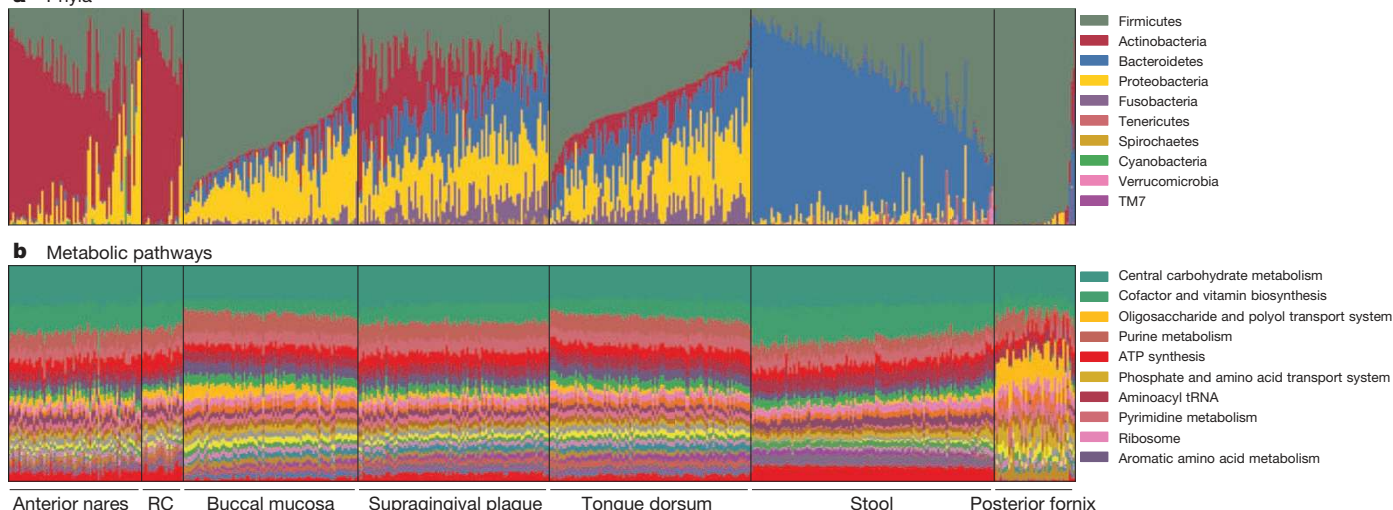 a Phyla
Firmicutes
Actinobacteria
Bacteroidetes
Proteobacteria
Fusobacteria
Tenericutes
Spirochaetes
Cyanobacteria
Verrucomicrobia
TM7
b Metabolic pathways
Central carbohydrate metabolism
Cofactor and vitamin biosynthesis
Oligosaccharide and polyol transport system
Purine metabolism
ATP synthesis
Phosphate and amino acid transport system
Aminoacyl tRNA
Pyrimidine metabolism
Ribosome
Aromatic amino acid metabolism
Anterior nares RC Buccal mucosa Supragingival plaque Tongue dorsum Stool Posterior fornix